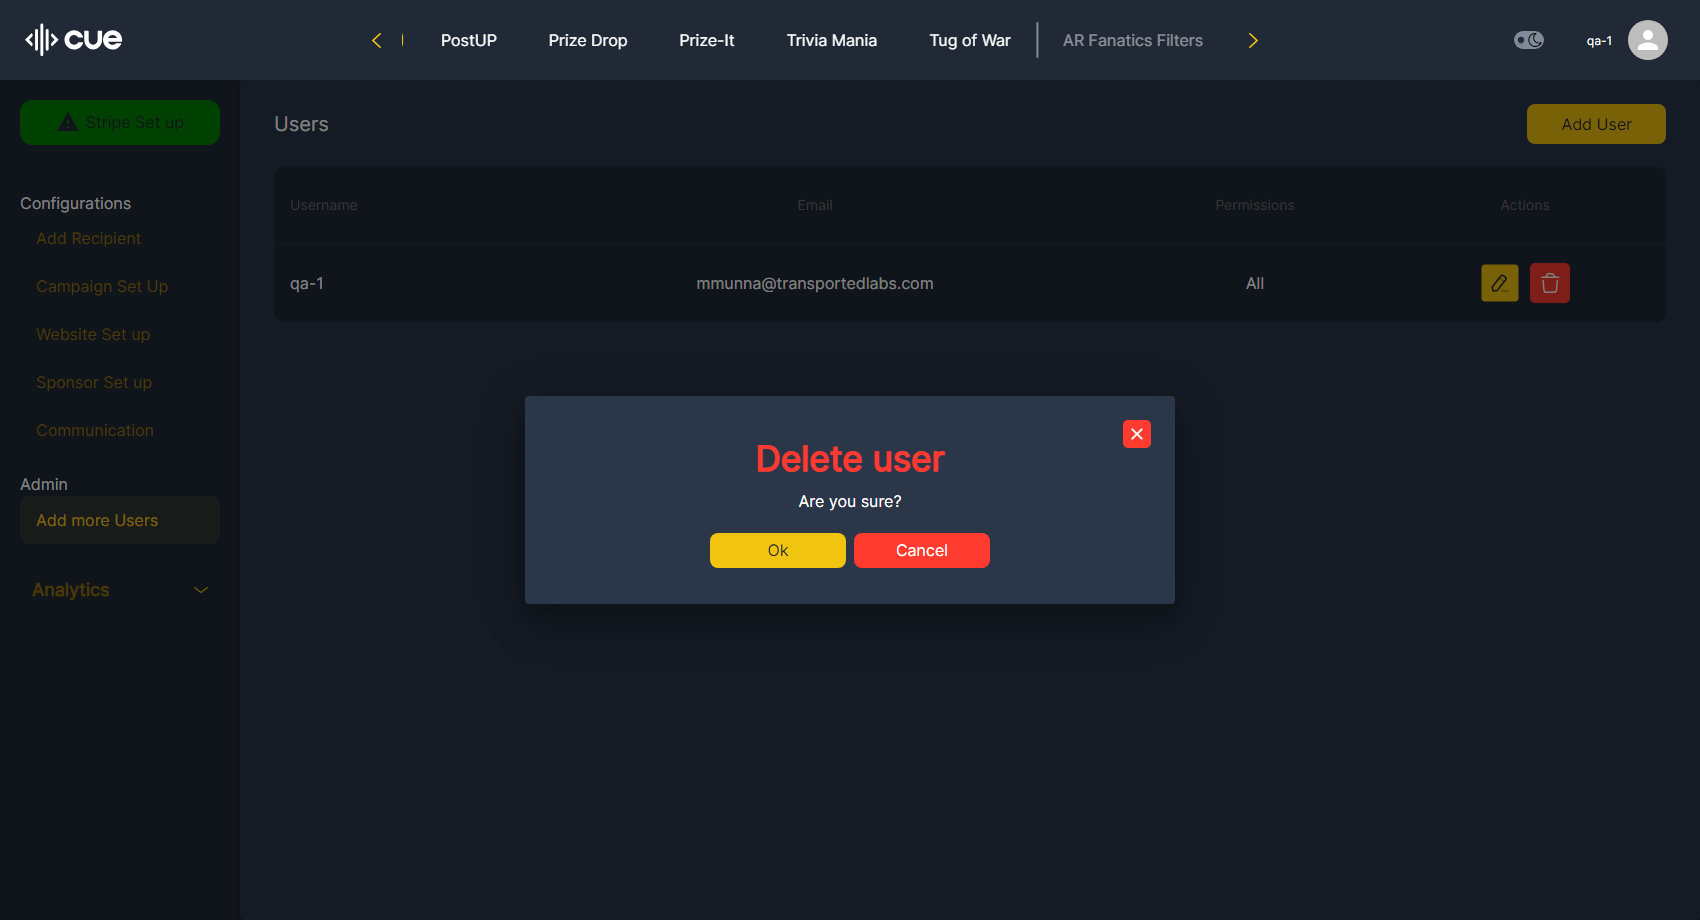 cue
PostUP
Prize Drop
Prize-It
Trivia Mania
Tug of War
AR Fanatics Filters
qa-1
Stripe Set up
Configurations
Add Recipient
Campaign Set Up
Website Set up
Sponsor Set up
Communication
Admin
Add more Users
Analytics
Users
Add User
Username Email Permissions Actions
qa-1 mmunna@transportedlabs.com All
Delete user
Are you sure?
Ok
Cancel